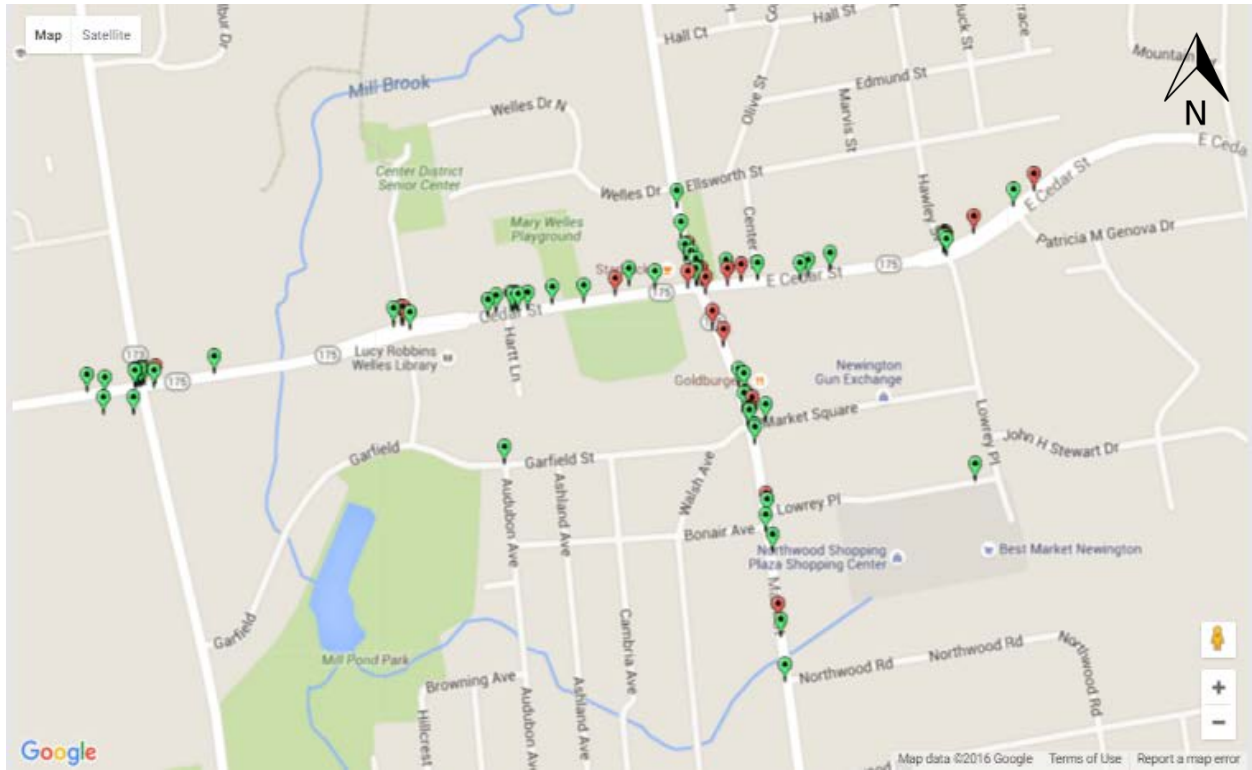 Map
Satellite
Hall St
Hall Ct
Mill Brook
Edmund St
Olive St
Marvis St
N
Welles Dr N
E Ceda
Center District
Senior Center
Welles Dr
Ellsworth St
Hawley St
E Cedar St
Mary Welles
Playground
Center
Patricia M Genova Dr
175
E Cedar St
175
Cedar St
Hartt Ln
173
175
175
Lucy Robbins
Welles Library
Newington
Gun Exchange
Market Square
Lowrey Pl
John H Stewart Dr
Garfield
Garfield St
Walsh Ave
Audubon Ave
Ashland Ave
Lowrey Pl
Bonair Ave
Northwood Shopping
Plaza Shopping Center
Best Market Newington
Garfield
Cambria Ave
Mill Pond Park
Northwood Rd
Northwood Rd
Northwood Rd
Browning Ave
Hillcrest
Audubon Av
Ashland Ave
Google
Map data ©2016 Google
Terms of Use
Report a map error